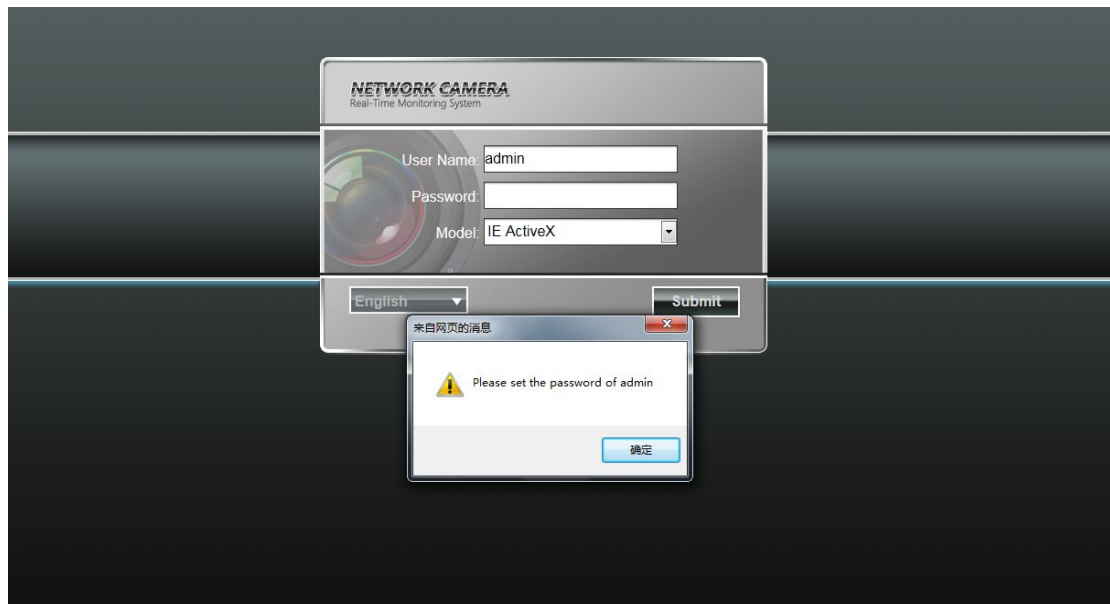 NETWORK CAMERA
Real-Time Monitoring System
User Name: admin
Password:
Model: IE ActiveX
English Submit
来自网页的消息
Please set the password of admin
确定